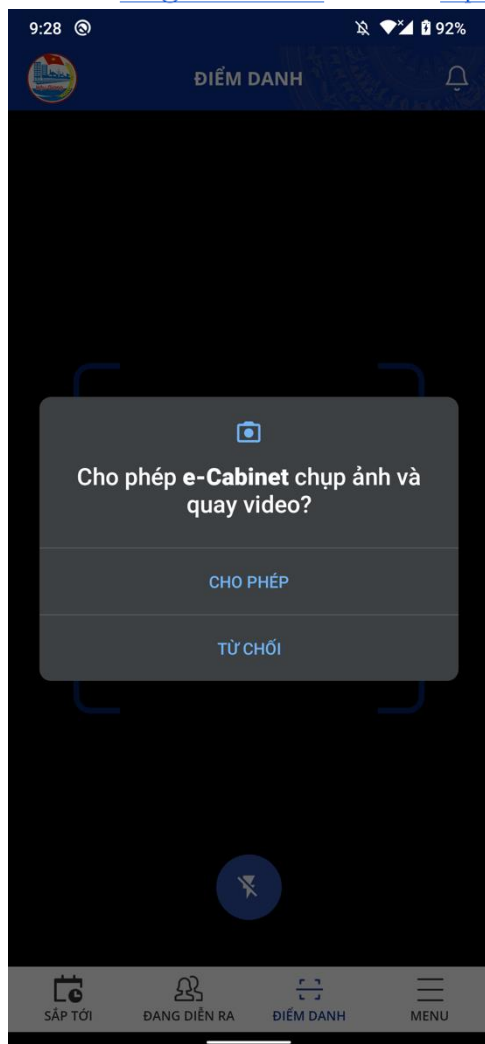 9:28 92%
ĐIỂM DANH
Cho phép e-Cabinet chụp ảnh và
quay video?
CHO PHÉP
TỪ CHỐI
SẮP TỚI ĐANG DIỄN RA ĐIỂM DANH MENU